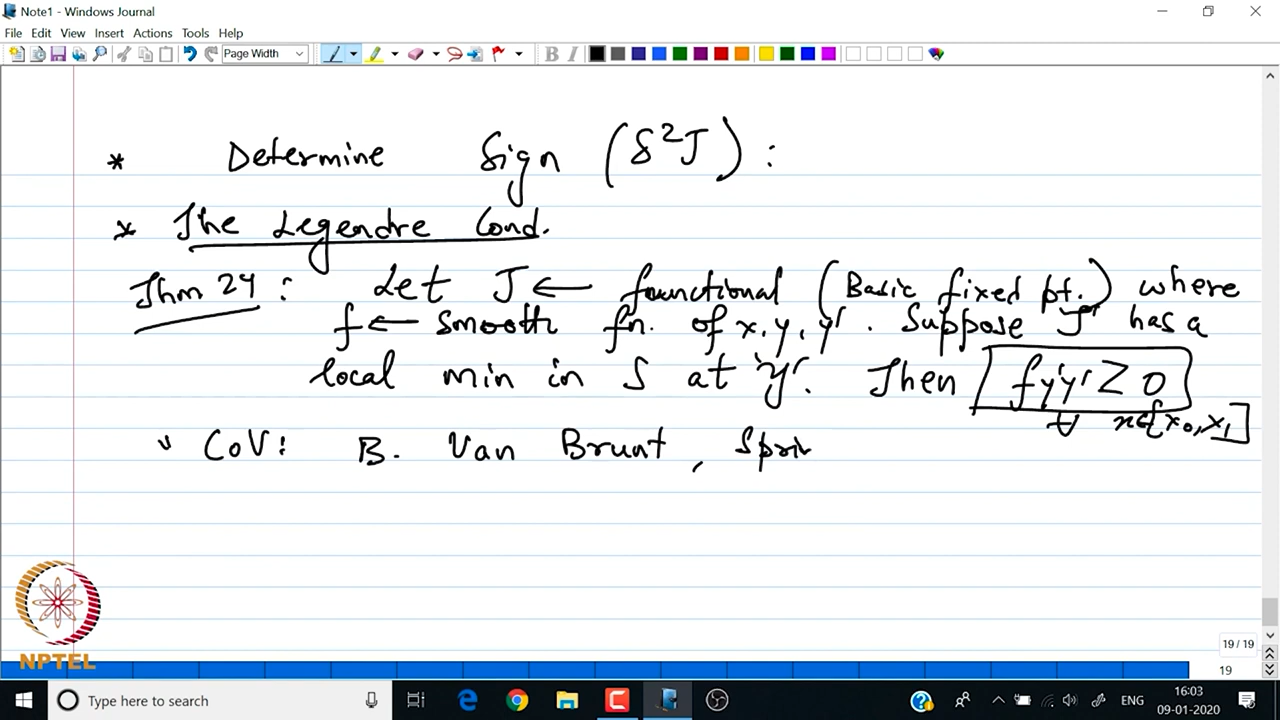 Note1 - Windows Journal
File Edit View Insert Actions Tools Help
Page Width
* Determine Sign (δ²J) :
* The Legendre Cond.
Thm 24 : Let J ← functional (Basic fixed pt.) where
f ← smooth fn. of x, y, y'. Suppose J has a
local min in S at 'y'. Then fy'y' ≥ 0
∀ x ∈ [x₀, x₁]
CoV: B. Van Brunt, Spri
NPTEL
19 / 19
19
Type here to search
ENG
16:03
09-01-2020